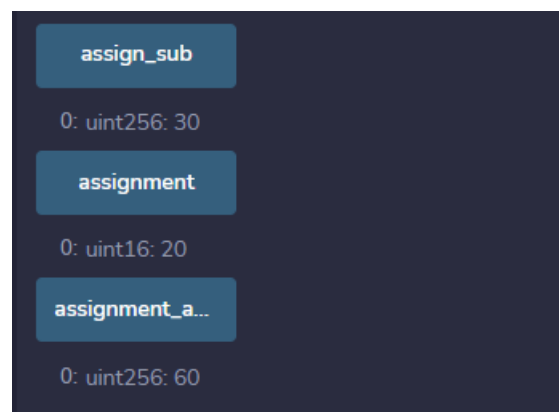 assign_sub
0: uint256: 30
assignment
0: uint16: 20
assignment_a...
0: uint256: 60